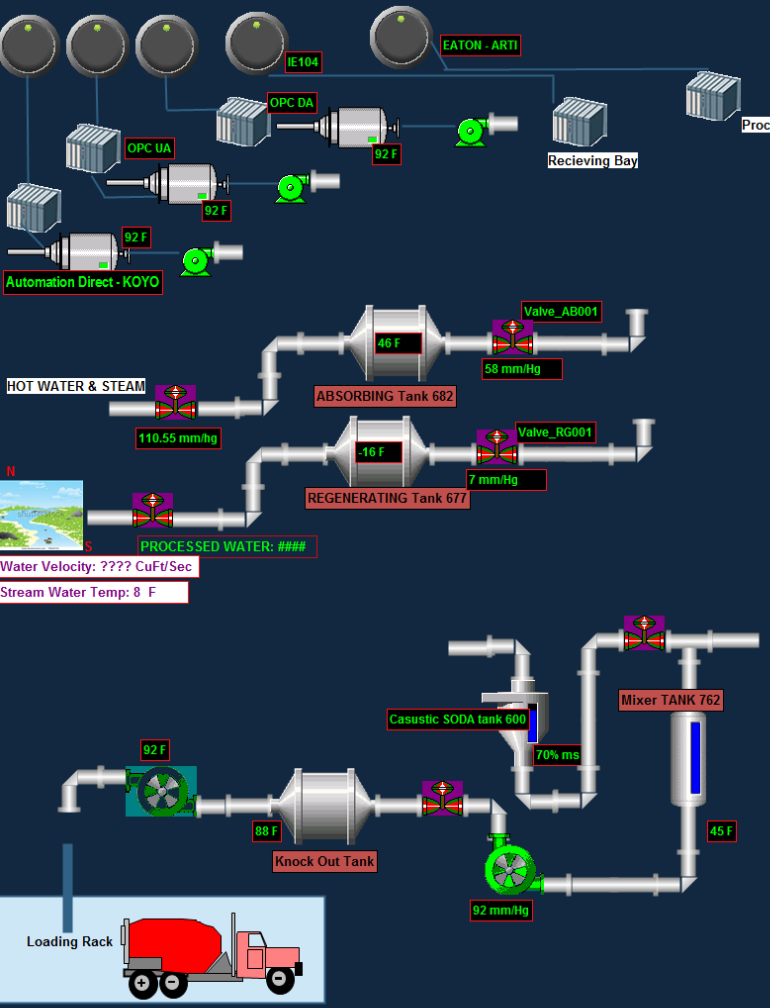 EATON - ARTI
IE104
OPC DA
Proc
OPC UA
92 F
Recieving Bay
92 F
92 F
Automation Direct - KOYO
Valve_AB001
46 F
58 mm/Hg
HOT WATER & STEAM
ABSORBING Tank 682
110.55 mm/hg
Valve_RG001
-16 F
N
7 mm/Hg
REGENERATING Tank 677
S
PROCESSED WATER: ####
Water Velocity: ???? CuFt/Sec
Stream Water Temp: 8 F
Mixer TANK 762
Casustic SODA tank 600
92 F
70% ms
88 F
45 F
Knock Out Tank
92 mm/Hg
Loading Rack